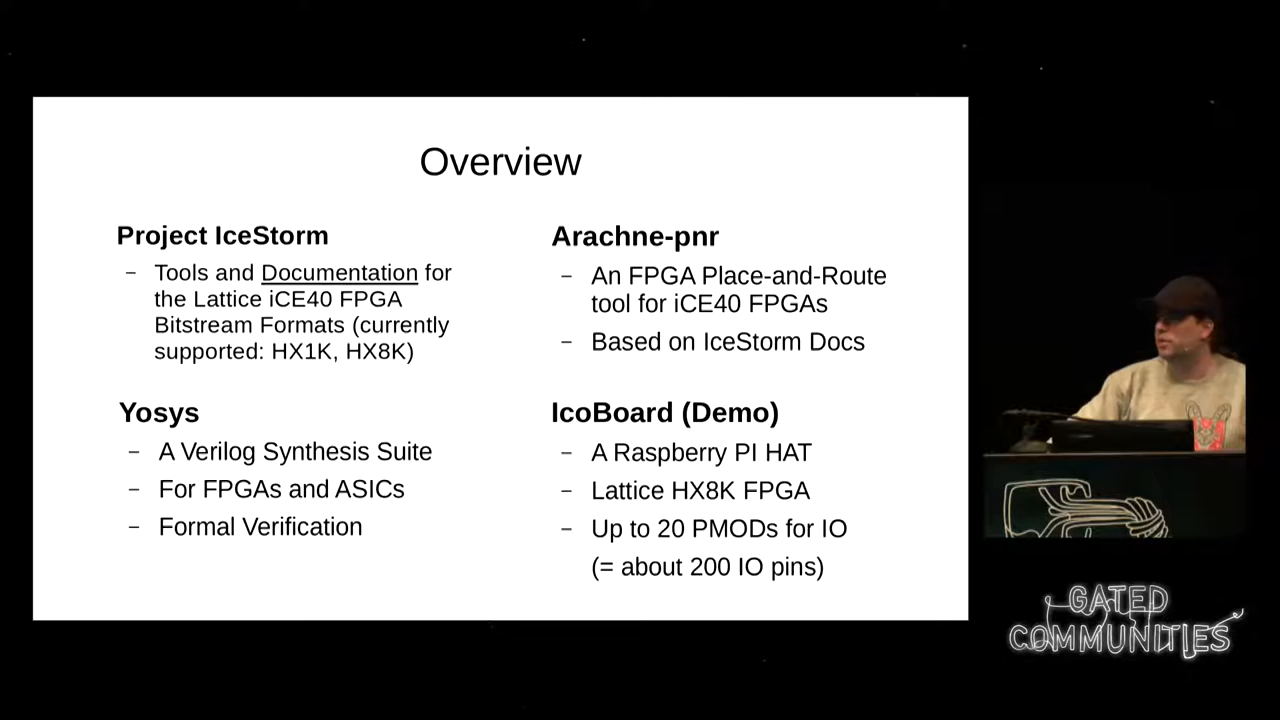 Overview
Project IceStorm
– Tools and Documentation for
the Lattice iCE40 FPGA
Bitstream Formats (currently
supported: HX1K, HX8K)
Yosys
– A Verilog Synthesis Suite
– For FPGAs and ASICs
– Formal Verification
Arachne-pnr
– An FPGA Place-and-Route
tool for iCE40 FPGAs
– Based on IceStorm Docs
IcoBoard (Demo)
– A Raspberry PI HAT
– Lattice HX8K FPGA
– Up to 20 PMODs for IO
(= about 200 IO pins)
GATED
COMMUNITIES